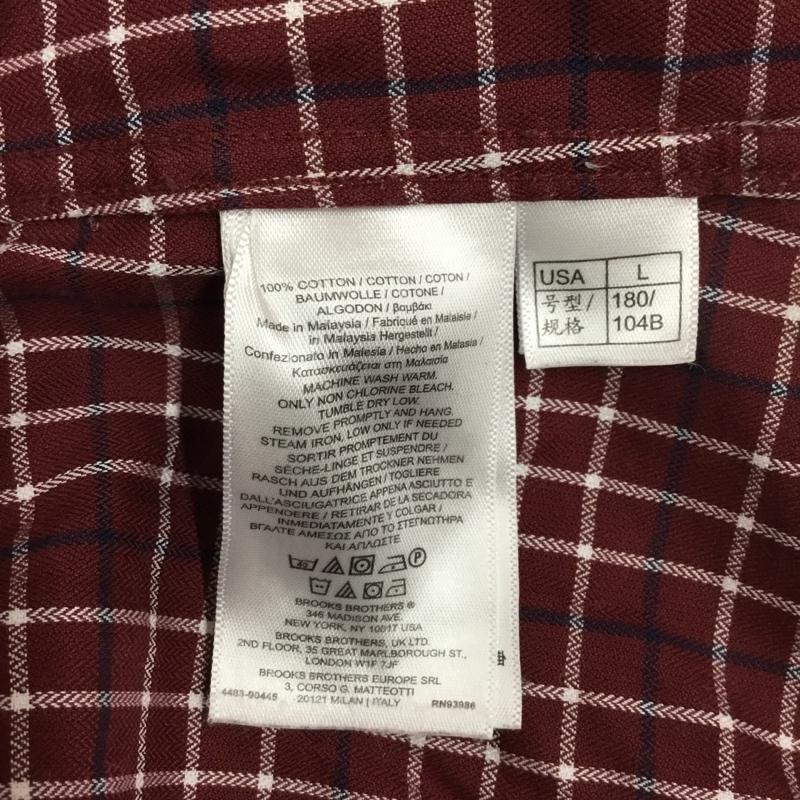 100% COTTON / COTTON / COTON /
BAUMWOLLE / COTONE /
ALGODON / βαμβάκι
Made in Malaysia / Fabriqué en Malaisie /
in Malaysia Hergestellt /
Confezionato in Malesia / Hecho en Malasia /
Κατασκευάζεται στη Μαλαισία
MACHINE WASH WARM.
ONLY NON CHLORINE BLEACH.
TUMBLE DRY LOW.
REMOVE PROMPTLY AND HANG.
STEAM IRON, LOW ONLY IF NEEDED
SORTIR PROMPTEMENT DU
SÈCHE-LINGE ET SUSPENDRE /
RASCH AUS DEM TROCKNER NEHMEN
UND AUFHÄNGEN / TOGLIERE
DALL'ASCIUGATRICE APPENA ASCIUTTO E
APPENDERE / RETIRAR DE LA SECADORA
INMEDIATAMENTE Y COLGAR /
ΒΓΑΛΤΕ ΑΜΕΣΩΣ ΑΠΟ ΤΟ ΣΤΕΓΝΩΤΗΡΑ
ΚΑΙ ΑΠΛΩΣΤΕ
40 P
BROOKS BROTHERS ®
346 MADISON AVE.
NEW YORK, NY 10017 USA
BROOKS BROTHERS, UK LTD.
2ND FLOOR, 35 GREAT MARLBOROUGH ST.,
LONDON W1F 7JF
BROOKS BROTHERS EUROPE SRL
3, CORSO G. MATTEOTTI
4483-90445 20121 MILAN | ITALY RN93986
USA L
号型/ 180/
规格 104B